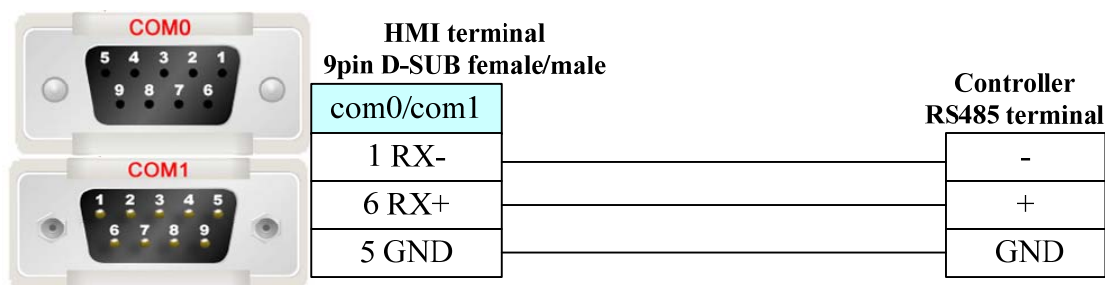 COM0
5 4 3 2 1
9 8 7 6
COM1
1 2 3 4 5
6 7 8 9
HMI terminal
9pin D-SUB female/male
com0/com1
1 RX-
6 RX+
5 GND
Controller
RS485 terminal
-
+
GND